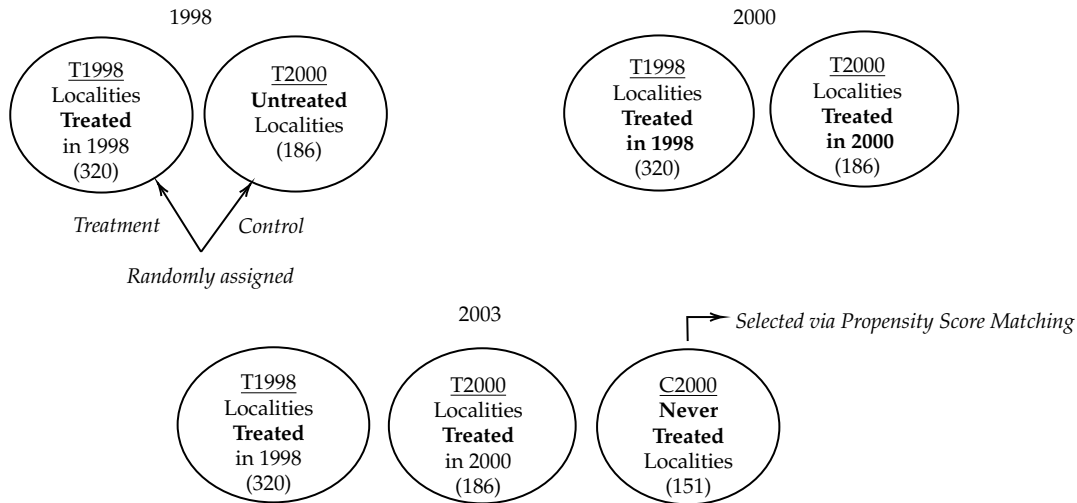 1998
T1998
Localities
Treated
in 1998
(320)
T2000
Untreated
Localities
(186)
Treatment
Control
Randomly assigned
2000
T1998
Localities
Treated
in 1998
(320)
T2000
Localities
Treated
in 2000
(186)
2003
T1998
Localities
Treated
in 1998
(320)
T2000
Localities
Treated
in 2000
(186)
C2000
Never
Treated
Localities
(151)
Selected via Propensity Score Matching